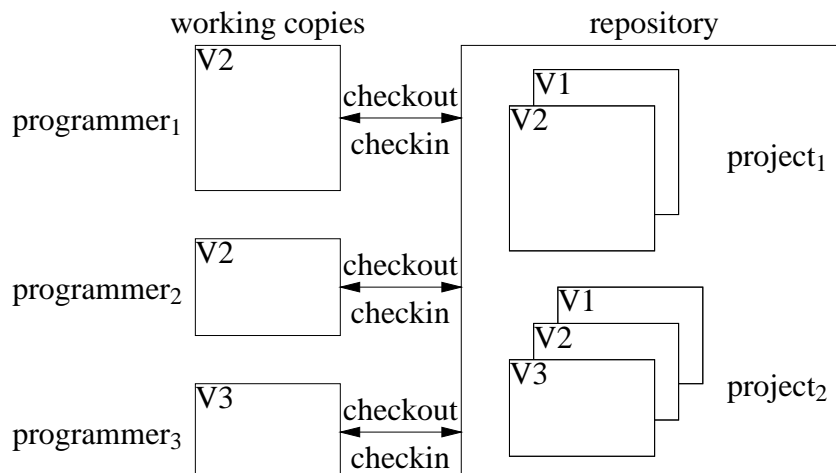 working copies
repository
V2
programmer₁
checkout
checkin
V1
V2
project₁
V2
programmer₂
checkout
checkin
V1
V2
V3
project₂
V3
programmer₃
checkout
checkin